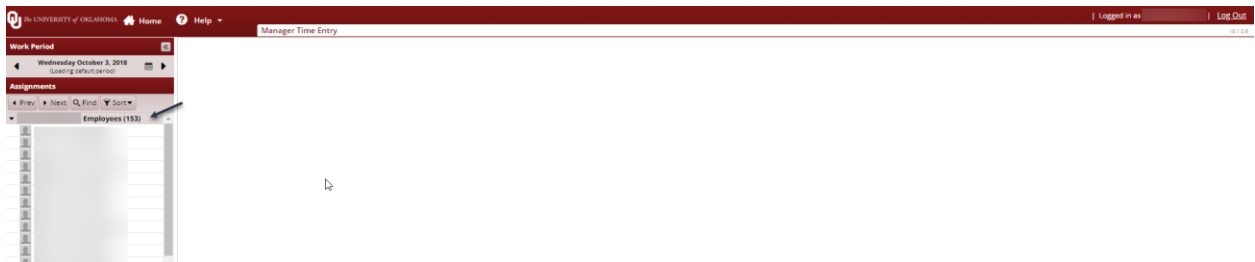 The UNIVERSITY of OKLAHOMA Home Help
| Logged in as | Log Out
Manager Time Entry
Work Period
Wednesday October 3, 2018
(Loading default period)
Assignments
Prev Next Find Sort
Employees (153)